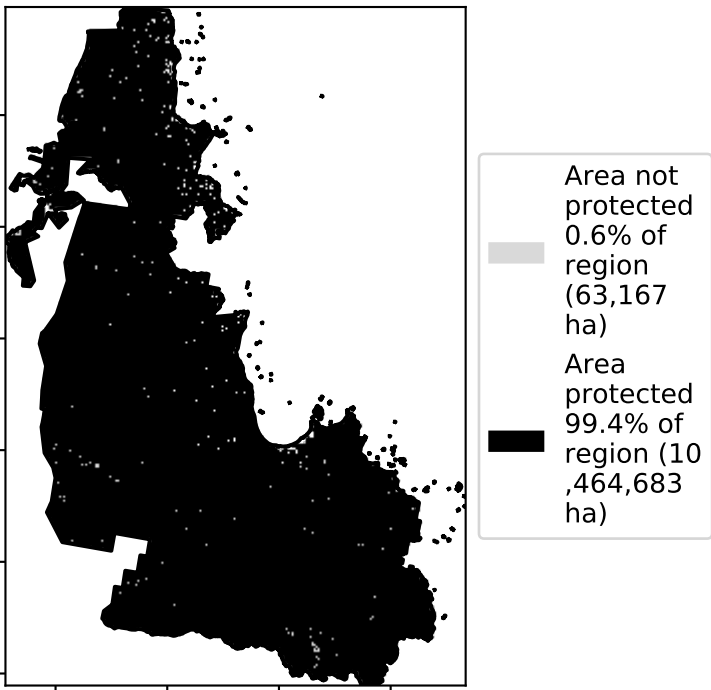 Area not
protected
0.6% of
region
(63,167
ha)
Area
protected
99.4% of
region (10
,464,683
ha)